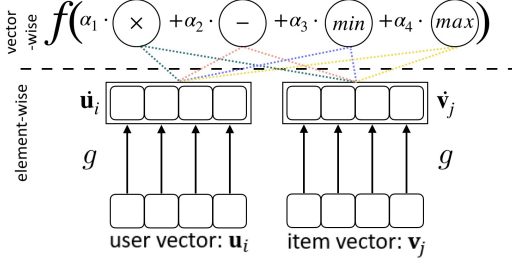 vector
-wise
f(α₁ · × +α₂ · − +α₃ · min +α₄ · max)
element-wise
u̇ᵢ v̇ⱼ
g g
user vector: uᵢ item vector: vⱼ